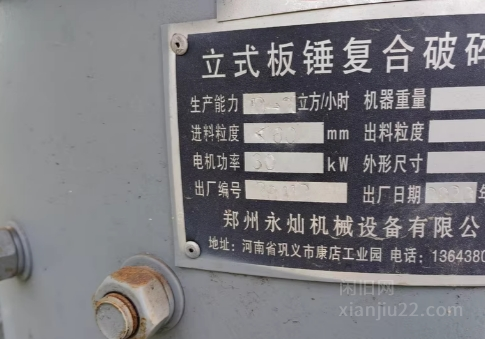 立式板锤复合破碎
生产能力 立方/小时 机器重量
进料粒度 mm 出料粒度
电机功率 kW 外形尺寸
出厂编号 出厂日期 年
郑州永灿机械设备有限公
地址：河南省巩义市康店工业园 电话：1364380
闲旧网
xianjiu22.com